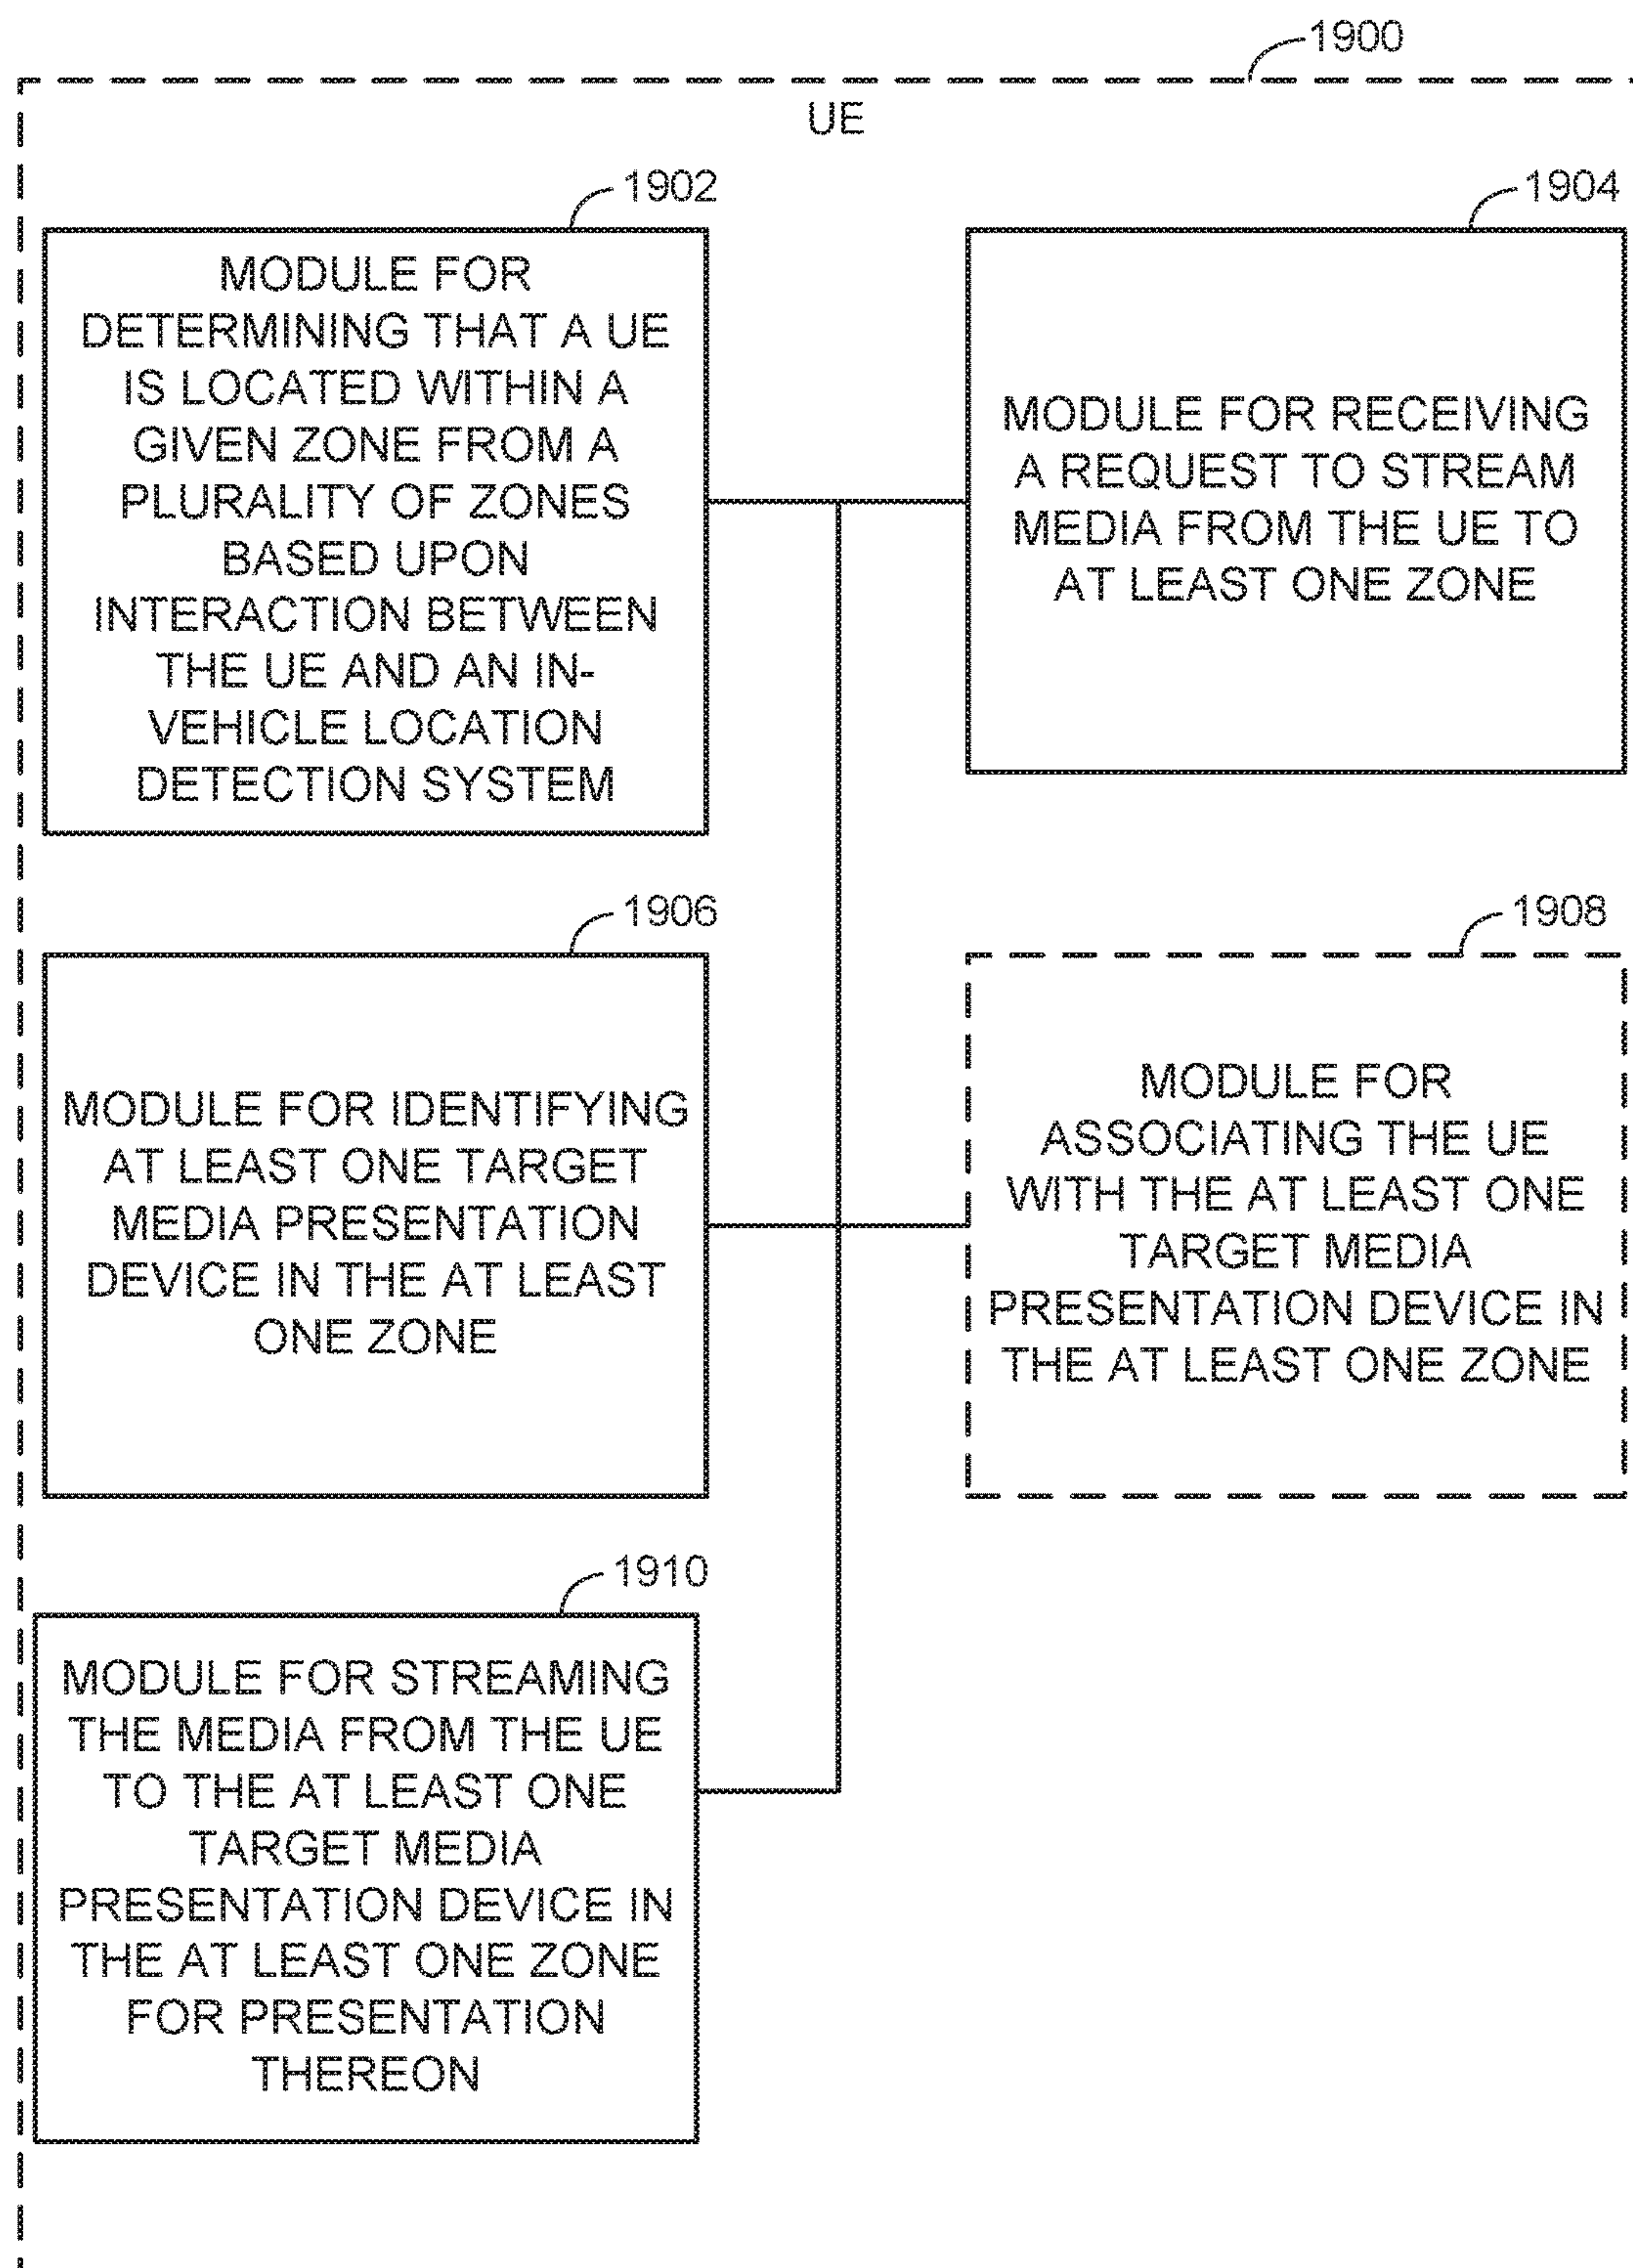 1900
UE
1902
MODULE FOR
DETERMINING THAT A UE
IS LOCATED WITHIN A
GIVEN ZONE FROM A
PLURALITY OF ZONES
BASED UPON
INTERACTION BETWEEN
THE UE AND AN IN-
VEHICLE LOCATION
DETECTION SYSTEM
1904
MODULE FOR RECEIVING
A REQUEST TO STREAM
MEDIA FROM THE UE TO
AT LEAST ONE ZONE
1906
MODULE FOR IDENTIFYING
AT LEAST ONE TARGET
MEDIA PRESENTATION
DEVICE IN THE AT LEAST
ONE ZONE
1908
MODULE FOR
ASSOCIATING THE UE
WITH THE AT LEAST ONE
TARGET MEDIA
PRESENTATION DEVICE IN
THE AT LEAST ONE ZONE
1910
MODULE FOR STREAMING
THE MEDIA FROM THE UE
TO THE AT LEAST ONE
TARGET MEDIA
PRESENTATION DEVICE IN
THE AT LEAST ONE ZONE
FOR PRESENTATION
THEREON